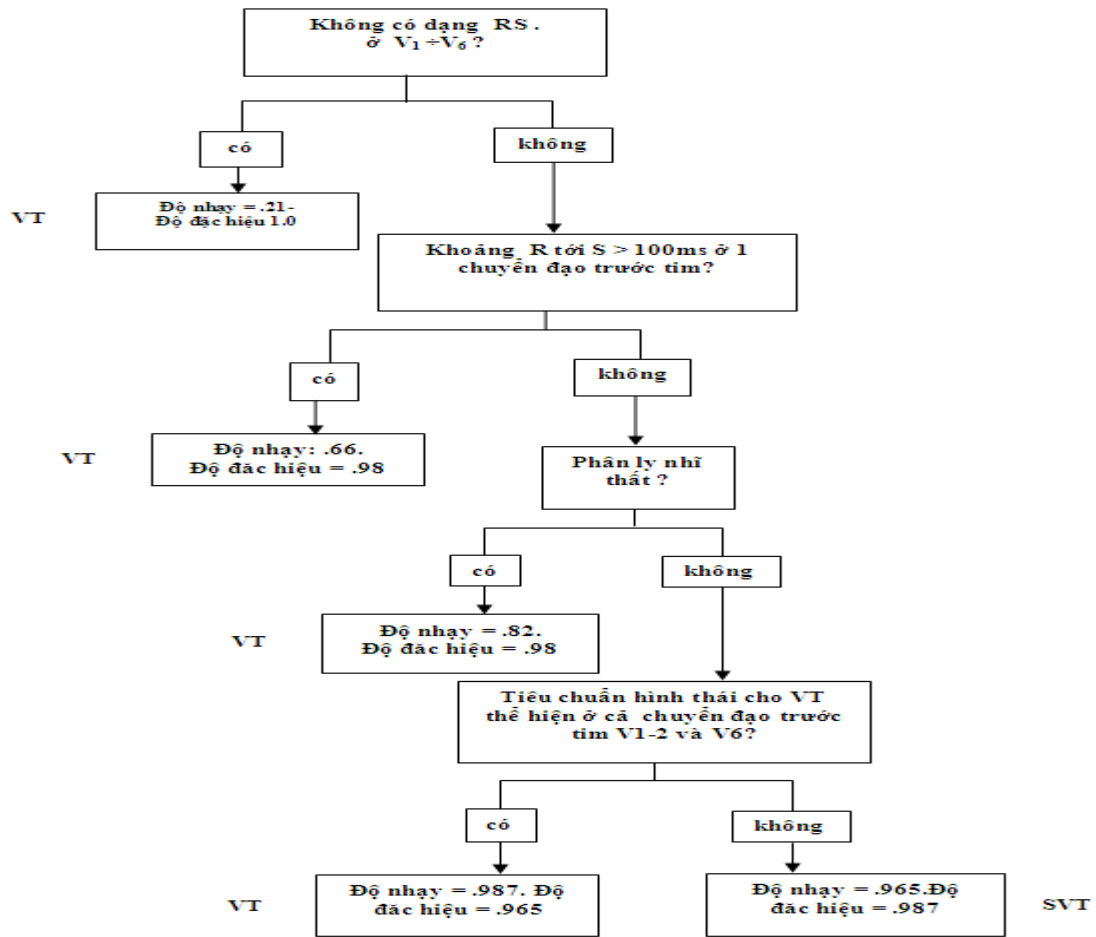 Không có dạng RS .
ở V₁ ÷V₆ ?
có
không
VT
Độ nhạy = .21-
Độ đặc hiệu 1.0
Khoảng R tới S > 100ms ở 1
chuyển đạo trước tim?
có
không
VT
Độ nhạy: .66.
Độ đăc hiệu = .98
Phân ly nhĩ
thất ?
có
không
VT
Độ nhạy = .82.
Độ đăc hiệu = .98
Tiêu chuẩn hình thái cho VT
thể hiện ở cả chuyển đạo trước
tim V1-2 và V6?
có
không
VT
Độ nhạy = .987. Độ
đăc hiệu = .965
Độ nhạy = .965.Độ
đăc hiệu = .987
SVT